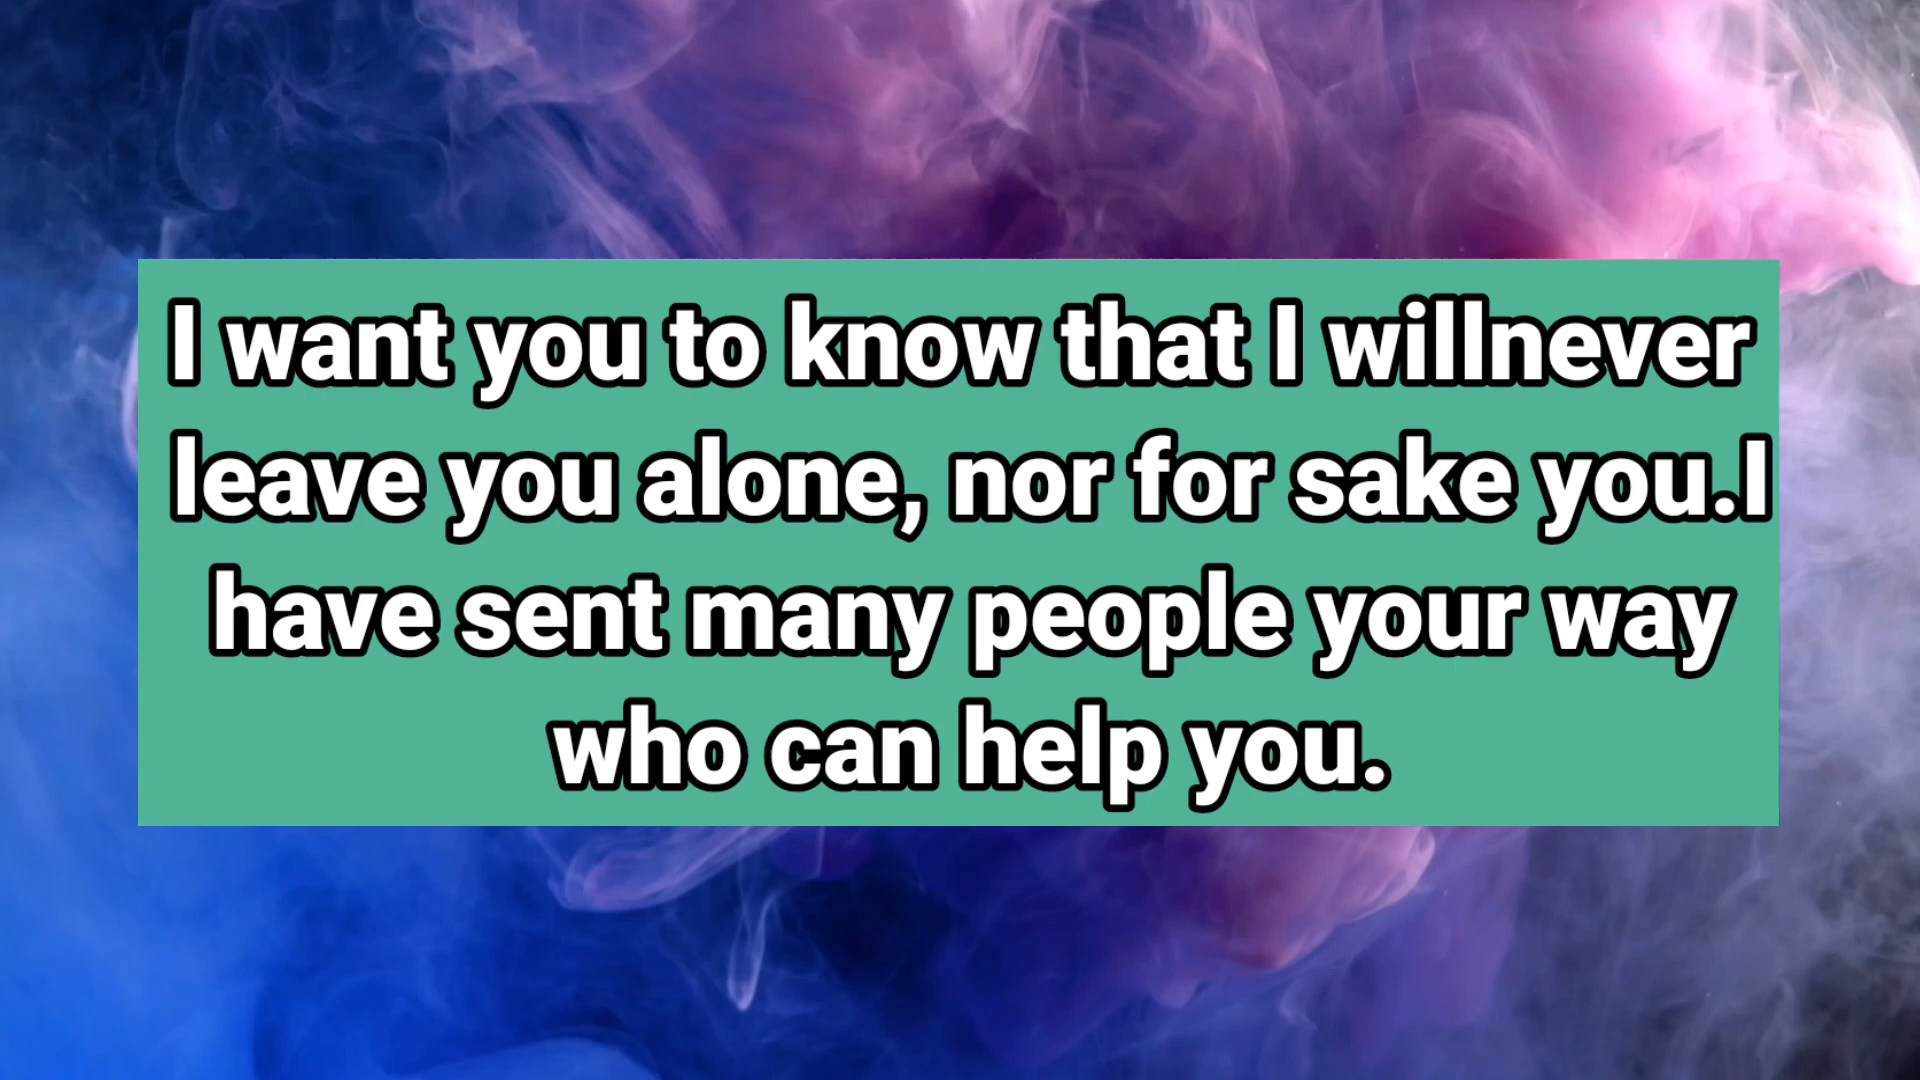 I want you to know that I willnever
leave you alone, nor for sake you.I
have sent many people your way
who can help you.